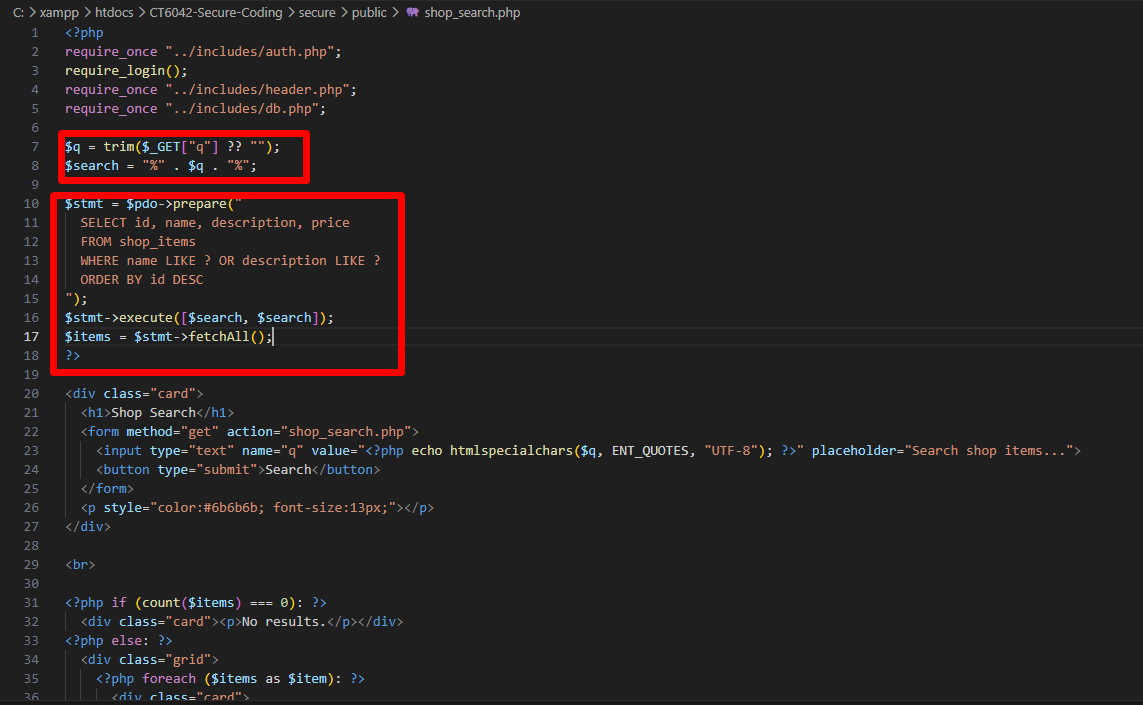 C: > xampp > htdocs > CT6042-Secure-Coding > secure > public > shop_search.php
1 <?php
2 require_once "../includes/auth.php";
3 require_login();
4 require_once "../includes/header.php";
5 require_once "../includes/db.php";
6
7 $q = trim($_GET["q"] ?? "");
8 $search = "%" . $q . "%";
9
10 $stmt = $pdo->prepare("
11   SELECT id, name, description, price
12   FROM shop_items
13   WHERE name LIKE ? OR description LIKE ?
14   ORDER BY id DESC
15 ");
16 $stmt->execute([$search, $search]);
17 $items = $stmt->fetchAll();
18 ?>
19
20 <div class="card">
21   <h1>Shop Search</h1>
22   <form method="get" action="shop_search.php">
23     <input type="text" name="q" value="<?php echo htmlspecialchars($q, ENT_QUOTES, "UTF-8"); ?>" placeholder="Search shop items...">
24     <button type="submit">Search</button>
25   </form>
26   <p style="color:#6b6b6b; font-size:13px;"></p>
27 </div>
28
29 <br>
30
31 <?php if (count($items) === 0): ?>
32   <div class="card"><p>No results.</p></div>
33 <?php else: ?>
34   <div class="grid">
35     <?php foreach ($items as $item): ?>
36       <div class="card">